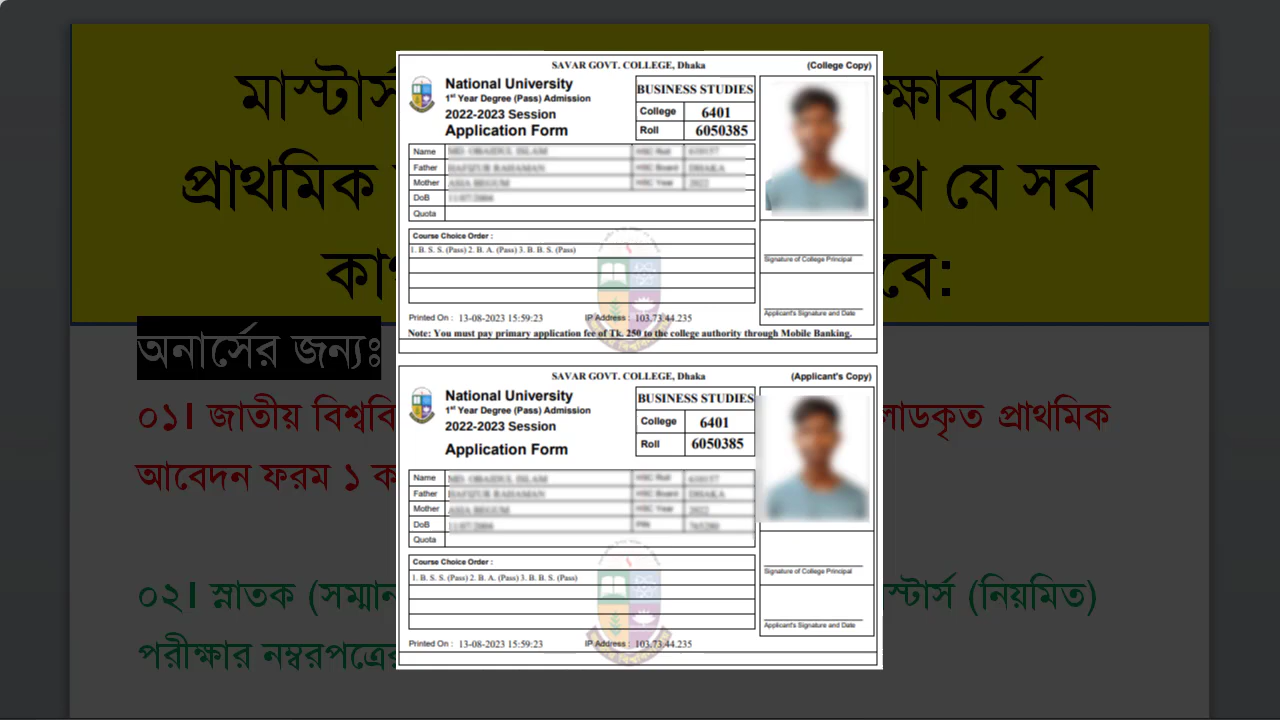 মাস্টার্স
ক্ষাবর্ষে
প্রাথমিক
থে যে সব
অনার্সের জন্যঃ
০১। জাতীয়
লাডকৃত প্রাথমিক
আবেদন ফরম ১ ক
০২। স্নাতক
স্টার্স (নিয়মিত)
পরীক্ষার নম্বরপত্রের
SAVAR GOVT. COLLEGE, Dhaka (College Copy)
National University
1st Year Degree (Pass) Admission
2022-2023 Session
Application Form
BUSINESS STUDIES
College 6401
Roll 6050385
Name
Father
Mother
DoB
Quota
Course Choice Order :
1. B. S. S. (Pass) 2. B. A. (Pass) 3. B. B. S. (Pass)
Signature of College Principal
Applicant's Signature and Date
Printed On : 13-08-2023 15:59:23 IP Address : 103.73.44.235
Note: You must pay primary application fee of Tk. 250 to the college authority through Mobile Banking.
SAVAR GOVT. COLLEGE, Dhaka (Applicant's Copy)
National University
1st Year Degree (Pass) Admission
2022-2023 Session
Application Form
BUSINESS STUDIES
College 6401
Roll 6050385
Name
Father
Mother
DoB
Quota
Course Choice Order :
1. B. S. S. (Pass) 2. B. A. (Pass) 3. B. B. S. (Pass)
Signature of College Principal
Applicant's Signature and Date
Printed On : 13-08-2023 15:59:23 IP Address : 103.73.44.235